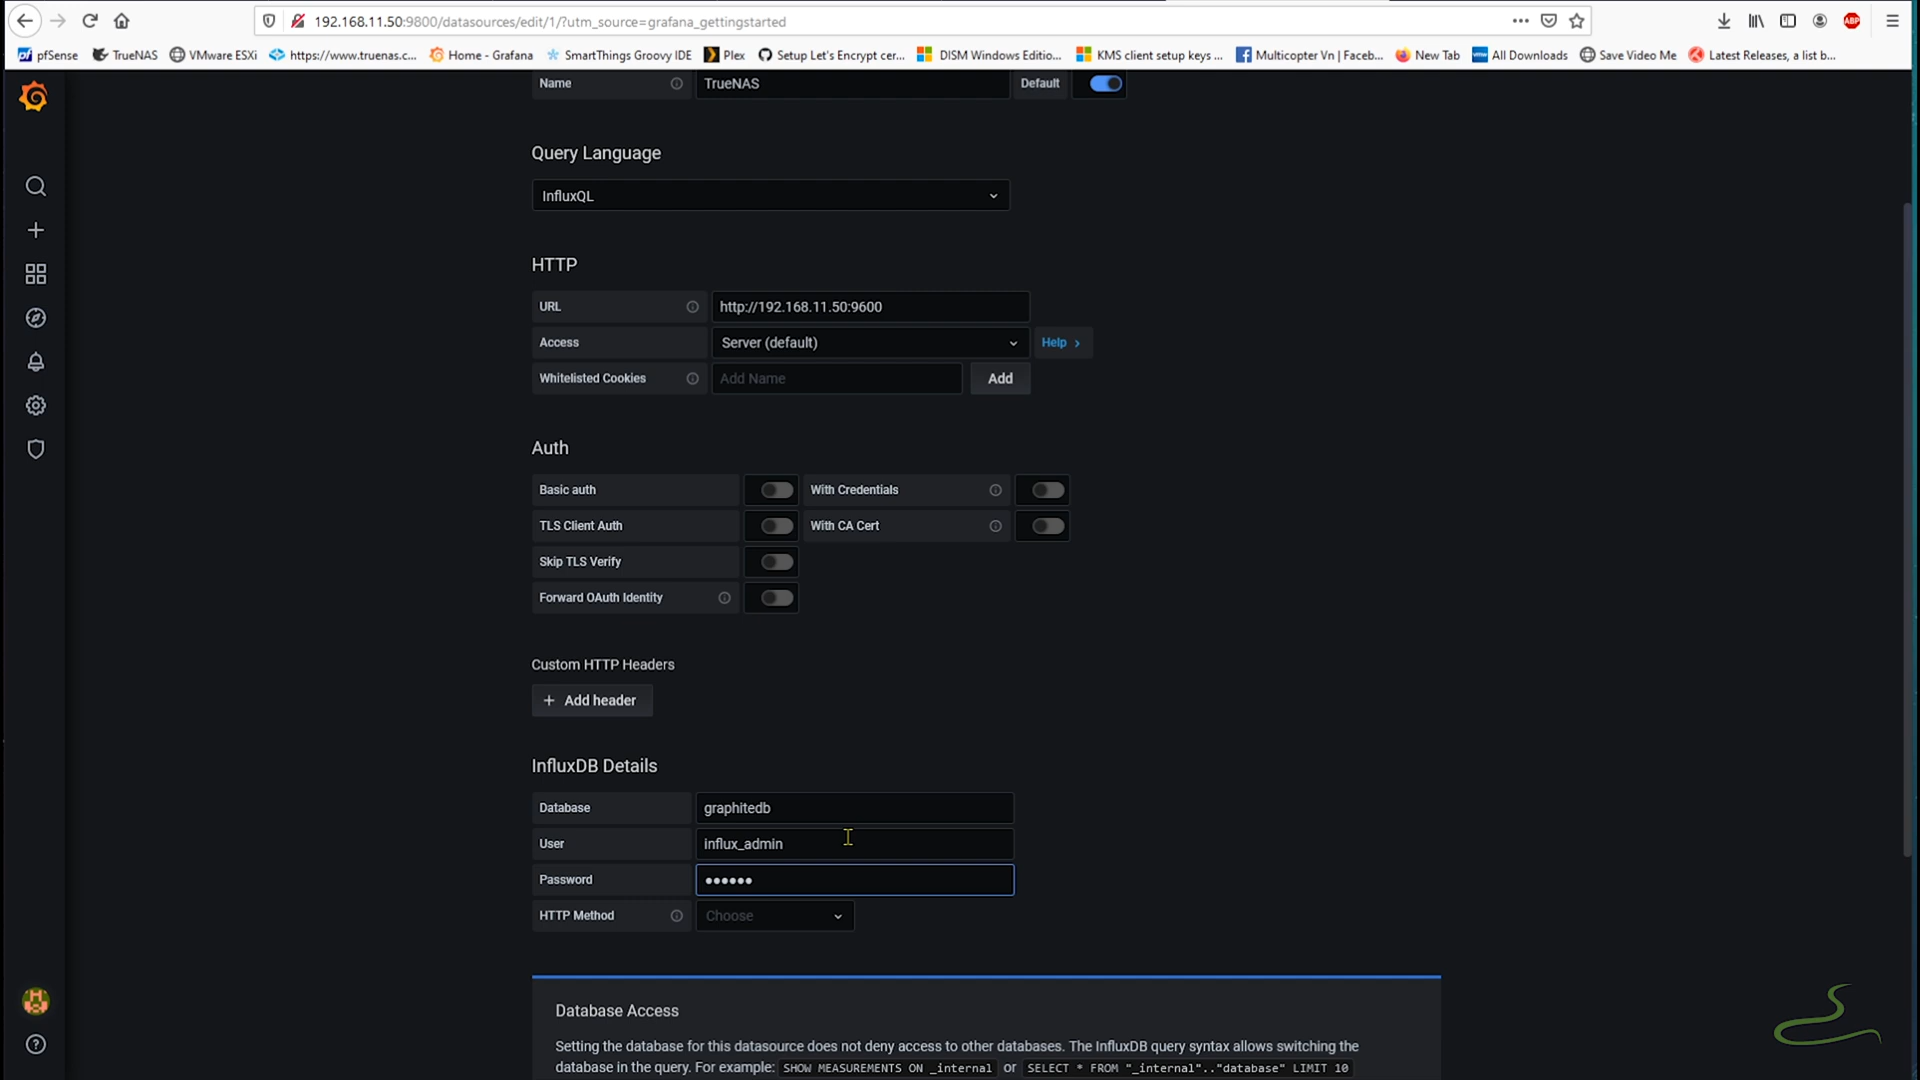 192.168.11.50:9800/datasources/edit/1/?utm_source=grafana_gettingstarted
pfSense TrueNAS VMware ESXi https://www.truenas.c... Home - Grafana SmartThings Groovy IDE Plex Setup Let's Encrypt cer... DISM Windows Editio... KMS client setup keys ... Multicopter Vn | Faceb... New Tab All Downloads Save Video Me Latest Releases, a list b...
Name TrueNAS Default
Query Language
InfluxQL
HTTP
URL http://192.168.11.50:9600
Access Server (default) Help
Whitelisted Cookies Add Name Add
Auth
Basic auth With Credentials
TLS Client Auth With CA Cert
Skip TLS Verify
Forward OAuth Identity
Custom HTTP Headers
+ Add header
InfluxDB Details
Database graphitedb
User influx_admin
Password ••••••
HTTP Method Choose
Database Access
Setting the database for this datasource does not deny access to other databases. The InfluxDB query syntax allows switching the
database in the query. For example: SHOW MEASUREMENTS ON _internal or SELECT * FROM "_internal".."database" LIMIT 10